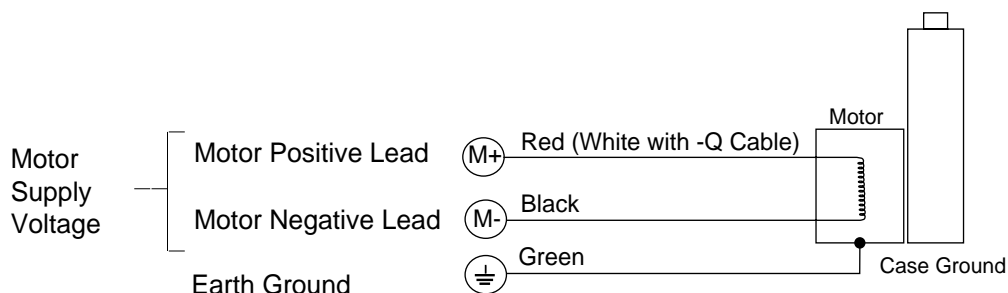 Motor
Supply
Voltage
Motor Positive Lead
M+
Red (White with -Q Cable)
Motor
Motor Negative Lead
M-
Black
Earth Ground
Green
Case Ground